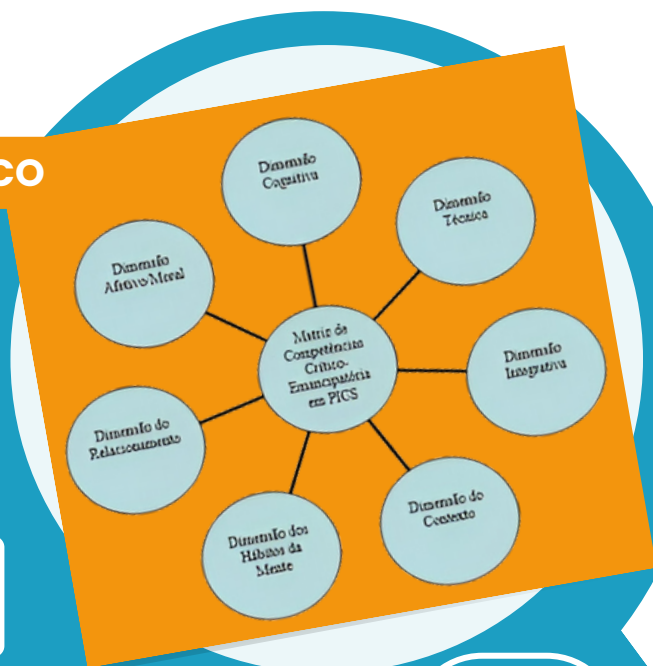 co
Dimensão
Cognitiva
Dimensão
Técnica
Dimensão
Afetivo/Moral
Matriz de
Competências
Crítico-
Emancipatória
em PICS
Dimensão
Integrativa
Dimensão do
Relacionamento
Dimensão do
Contexto
Dimensão dos
Hábitos da
Mente